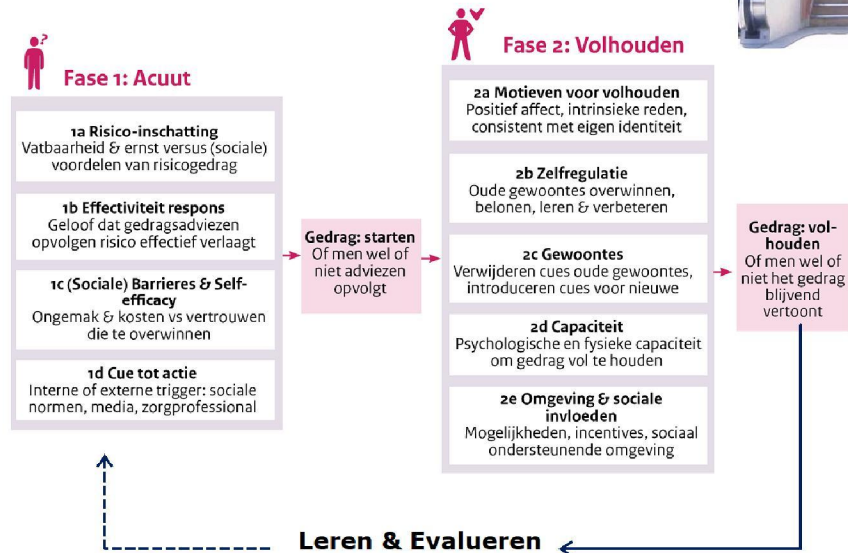 Fase 1: Acuut
1a Risico-inschatting
Vatbaarheid & ernst versus (sociale)
voordelen van risicogedrag
1b Effectiviteit respons
Geloof dat gedragsadviezen
opvolgen risico effectief verlaagt
1c (Sociale) Barrieres & Self-
efficacy
Ongemak & kosten vs vertrouwen
die te overwinnen
1d Cue tot actie
Interne of externe trigger: sociale
normen, media, zorgprofessional
Gedrag: starten
Of men wel of
niet adviezen
opvolgt
Fase 2: Volhouden
2a Motieven voor volhouden
Positief affect, intrinsieke reden,
consistent met eigen identiteit
2b Zelfregulatie
Oude gewoontes overwinnen,
belonen, leren & verbeteren
2c Gewoontes
Verwijderen cues oude gewoontes,
introduceren cues voor nieuwe
2d Capaciteit
Psychologische en fysieke capaciteit
om gedrag vol te houden
2e Omgeving & sociale
invloeden
Mogelijkheden, incentives, sociaal
ondersteunende omgeving
Gedrag: vol-
houden
Of men wel of
niet het gedrag
blijvend
vertoont
Leren & Evalueren